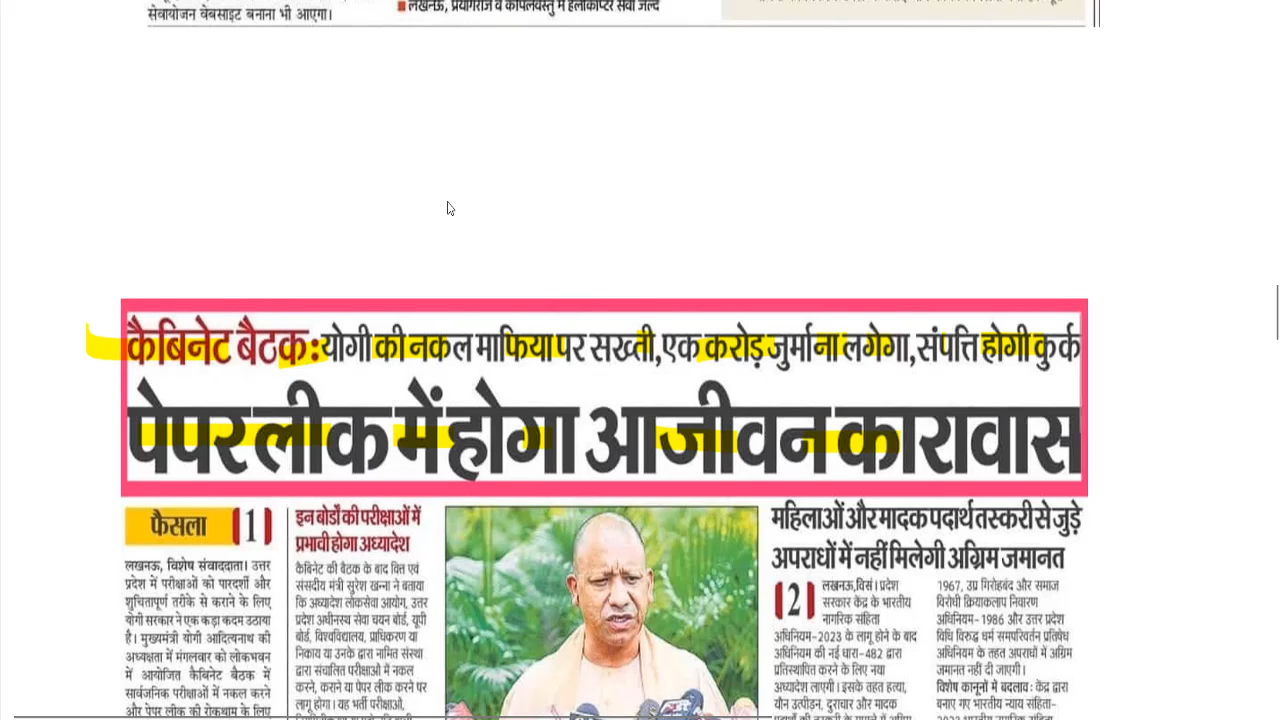 सेवायोजन वेबसाइट बनाना भी आएगा।
लखनऊ, प्रयागराज व कपिलवस्तु में हेलीकॉप्टर सेवा जल्द
कैबिनेट बैठक: योगी की नकल माफिया पर सख्ती, एक करोड़ जुर्माना लगेगा, संपत्ति होगी कुर्क
पेपर लीक में होगा आजीवन कारावास
फैसला 1
लखनऊ, विशेष संवाददाता। उत्तर
प्रदेश में परीक्षाओं को पारदर्शी और
शुचितापूर्ण तरीके से कराने के लिए
योगी सरकार ने एक कड़ा कदम उठाया
है। मुख्यमंत्री योगी आदित्यनाथ की
अध्यक्षता में मंगलवार को लोकभवन
में आयोजित कैबिनेट बैठक में
सार्वजनिक परीक्षाओं में नकल करने
और पेपर लीक की रोकथाम के लिए
इन बोर्डों की परीक्षाओं में
प्रभावी होगा अध्यादेश
कैबिनेट की बैठक के बाद वित्त एवं
संसदीय मंत्री सुरेश खन्ना ने बताया
कि अध्यादेश लोकसेवा आयोग, उत्तर
प्रदेश अधीनस्थ सेवा चयन बोर्ड, यूपी
बोर्ड, विश्वविद्यालय, प्राधिकरण या
निकाय या उनके द्वारा नामित संस्था
द्वारा संचालित परीक्षाओं में नकल
करने, कराने या पेपर लीक करने पर
लागू होगा। यह भर्ती परीक्षाओं,
महिलाओं और मादक पदार्थ तस्करी से जुड़े
अपराधों में नहीं मिलेगी अग्रिम जमानत
2
लखनऊ, विसं। प्रदेश
सरकार केंद्र के भारतीय
नागरिक संहिता
अधिनियम-2023 के लागू होने के बाद
अधिनियम की नई धारा-482 द्वारा
प्रतिस्थापित करने के लिए नया
अध्यादेश लाएगी। इसके तहत हत्या,
यौन उत्पीड़न, दुराचार और मादक
1967, उप्र गिरोहबंद और समाज
विरोधी क्रियाकलाप निवारण
अधिनियम-1986 और उत्तर प्रदेश
विधि विरुद्ध धर्म समपरिवर्तन प्रतिषेध
अधिनियम के तहत अपराधों में अग्रिम
जमानत नहीं दी जाएगी।
विशेष कानूनों में बदलाव: केंद्र द्वारा
बनाए गए भारतीय न्याय संहिता-